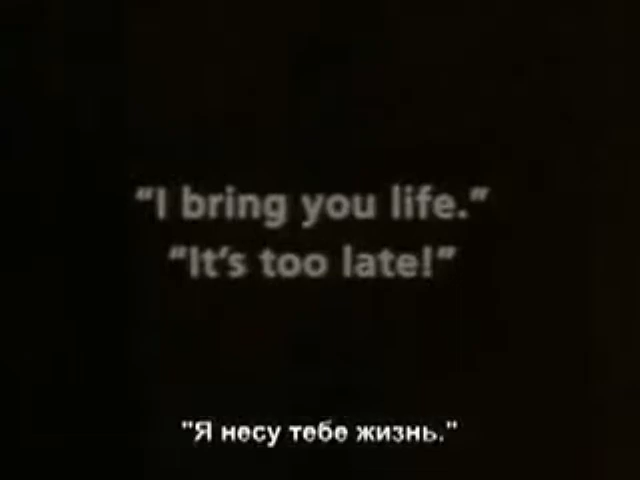 “I bring you life.”
“It’s too late!”
"Я несу тебе жизнь."